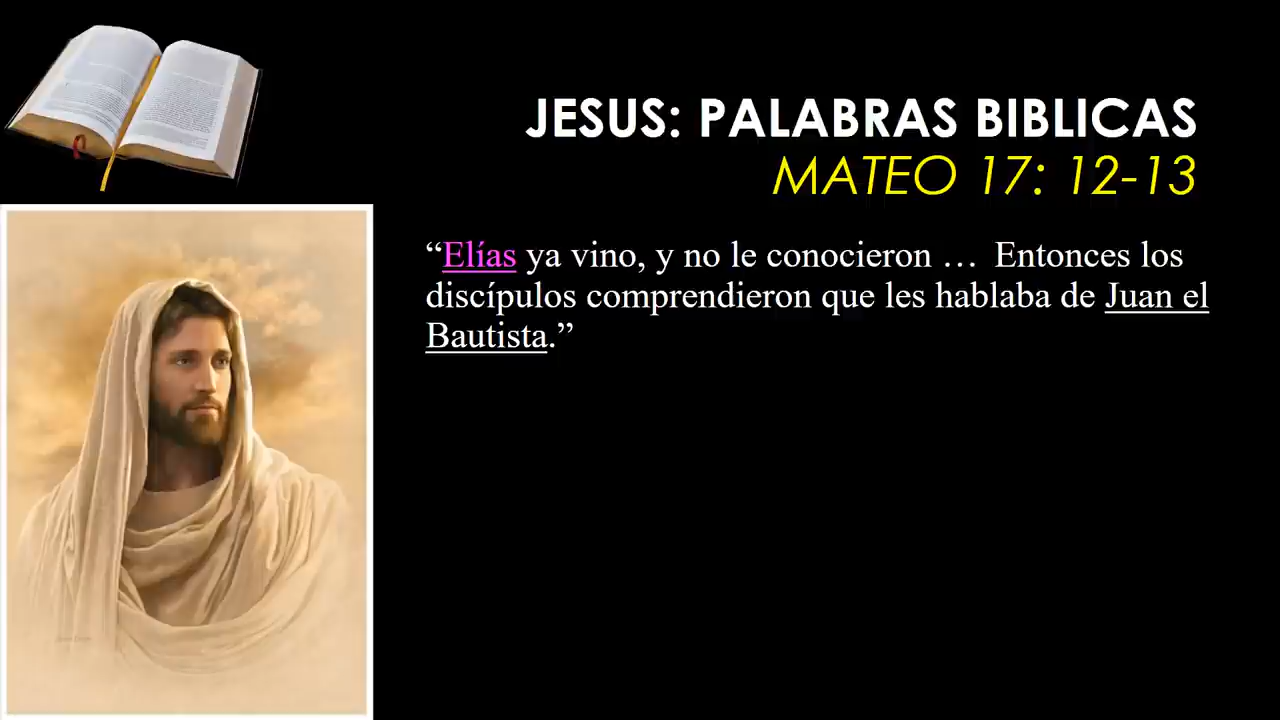 JESUS: PALABRAS BIBLICAS
MATEO 17: 12-13
“Elías ya vino, y no le conocieron … Entonces los
discípulos comprendieron que les hablaba de Juan el
Bautista.”